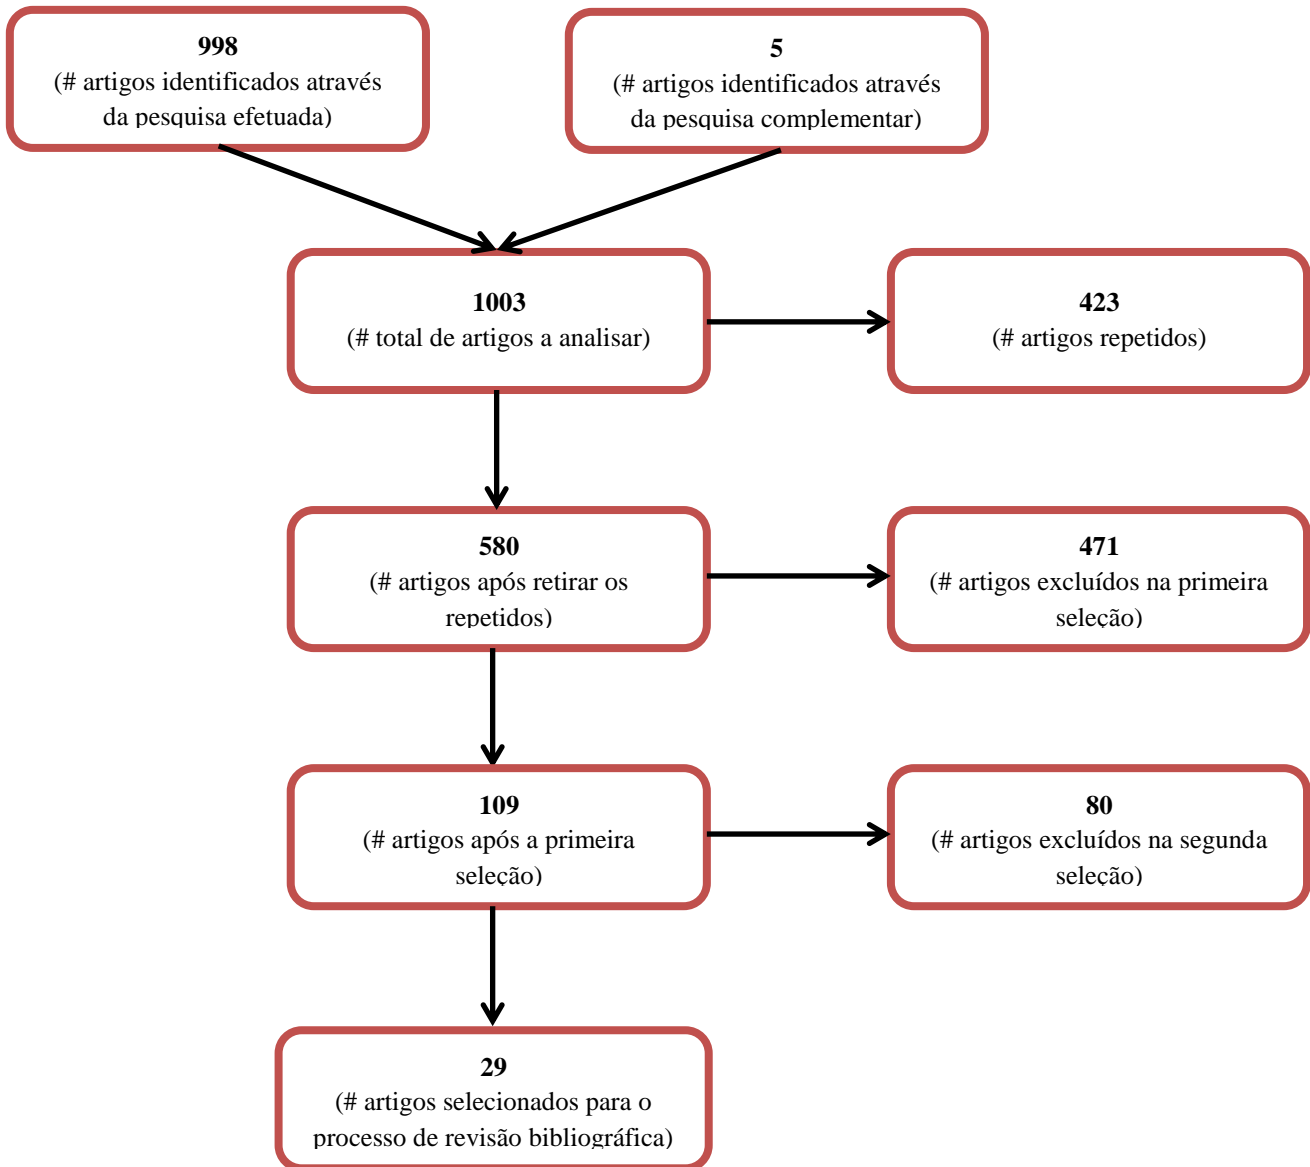 998
(# artigos identificados através
da pesquisa efetuada)
5
(# artigos identificados através
da pesquisa complementar)
1003
(# total de artigos a analisar)
423
(# artigos repetidos)
580
(# artigos após retirar os
repetidos)
471
(# artigos excluídos na primeira
seleção)
109
(# artigos após a primeira
seleção)
80
(# artigos excluídos na segunda
seleção)
29
(# artigos selecionados para o
processo de revisão bibliográfica)